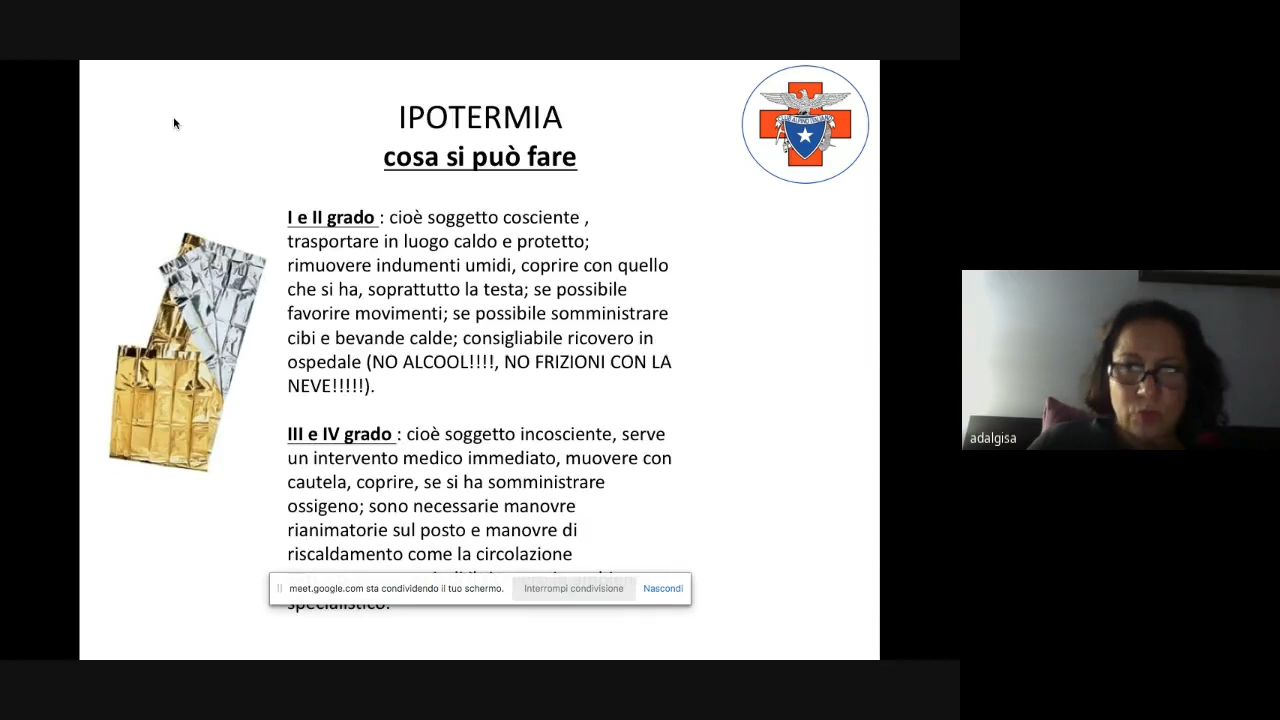 IPOTERMIA
cosa si può fare
CLUB ALPINO ITALIANO
I e II grado : cioè soggetto cosciente ,
trasportare in luogo caldo e protetto;
rimuovere indumenti umidi, coprire con quello
che si ha, soprattutto la testa; se possibile
favorire movimenti; se possibile somministrare
cibi e bevande calde; consigliabile ricovero in
ospedale (NO ALCOOL!!!!, NO FRIZIONI CON LA
NEVE!!!!!).
III e IV grado : cioè soggetto incosciente, serve
un intervento medico immediato, muovere con
cautela, coprire, se si ha somministrare
ossigeno; sono necessarie manovre
rianimatorie sul posto e manovre di
riscaldamento come la circolazione
meet.google.com sta condividendo il tuo schermo. Interrompi condivisione Nascondi
specialistico.
adalgisa